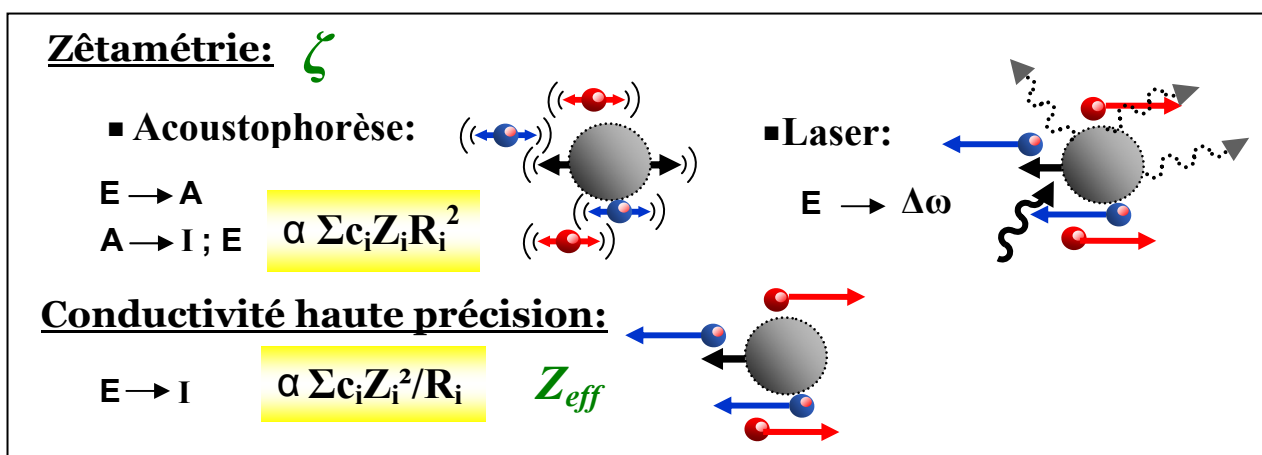 Zêtamétrie: ζ
▪ Acoustophorèse:
E → A
A → I ; E
α ΣcᵢZᵢRᵢ²
▪Laser:
E → Δω
Conductivité haute précision:
E → I
α ΣcᵢZᵢ²/Rᵢ
Zeff